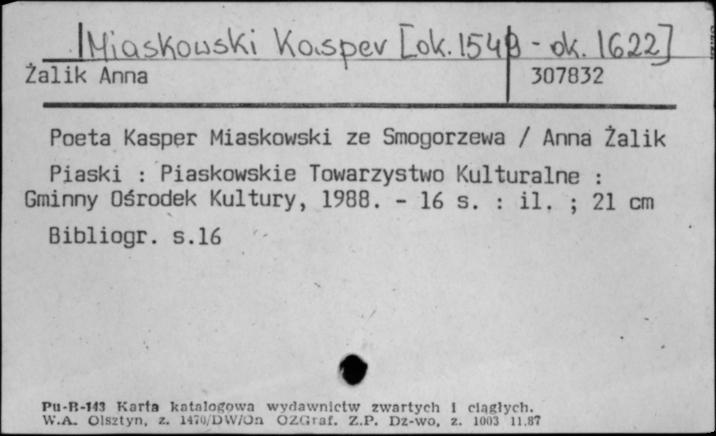 Miaskowski Kasper [ok. 1549 - ok. 1622]
Żalik Anna 307832
Poeta Kasper Miaskowski ze Smogorzewa / Anna Żalik
Piaski : Piaskowskie Towarzystwo Kulturalne :
Gminny Ośrodek Kultury, 1988. - 16 s. : il. ; 21 cm
Bibliogr. s.16
Pu-B-143 Karta katalogowa wydawnictw zwartych i ciągłych.
W.A. Olsztyn, z. 1470/DW/On OZGraf. Z.P. Dz-wo, z. 1003 11.87